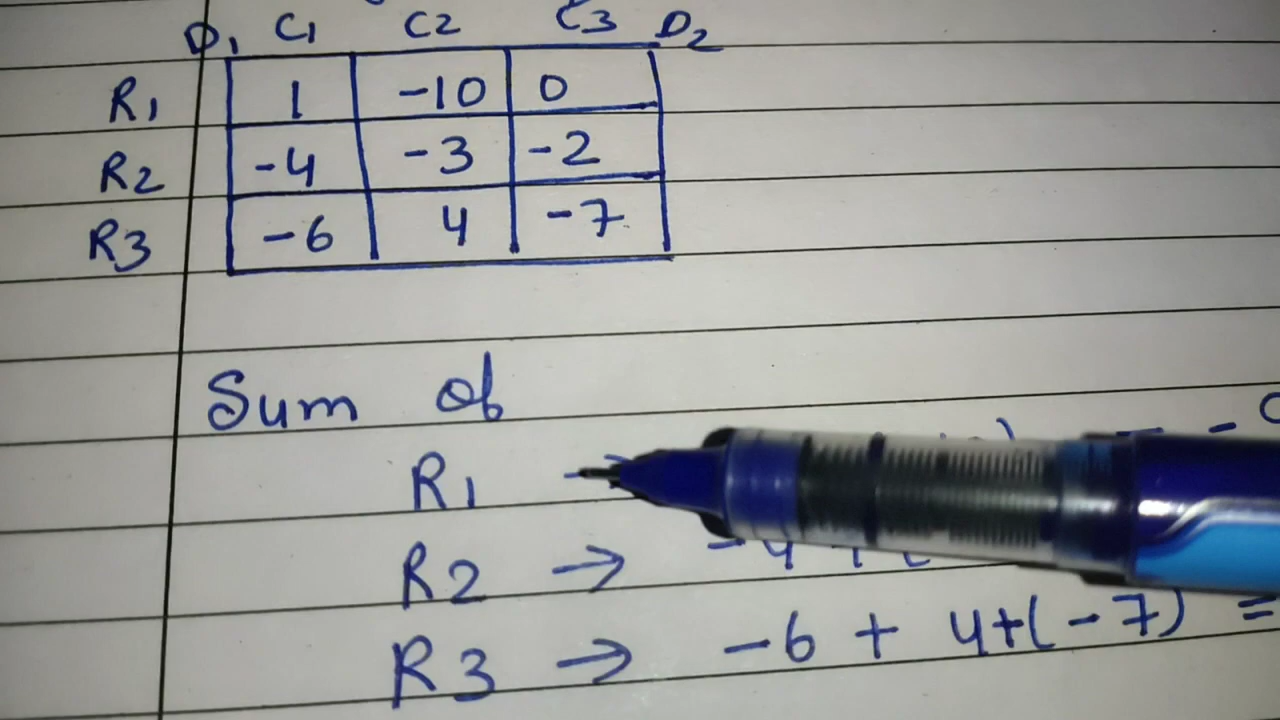 D1 C1 C2 C3 D2
R1 1 -10 0
R2 -4 -3 -2
R3 -6 4 -7
Sum of
R1 →
R2 → -4 + (
R3 → -6 + 4+(-7) =